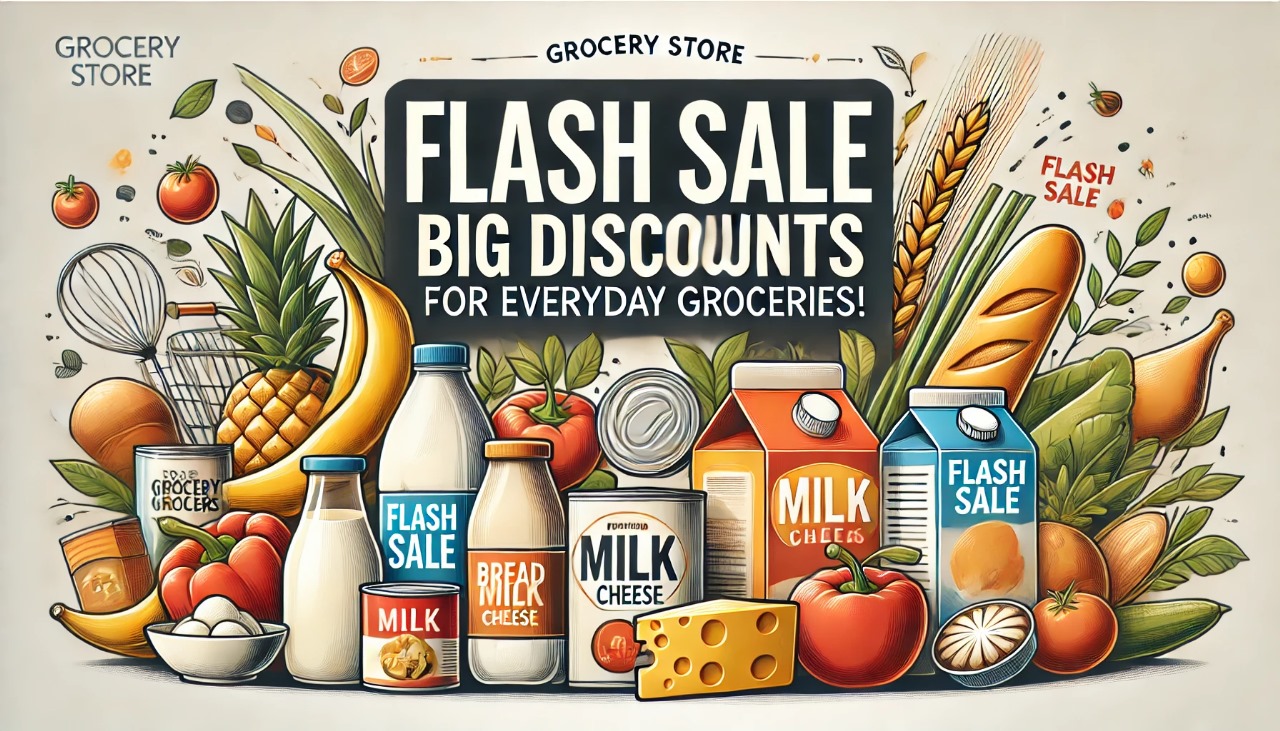 GROCERY
STORE
GROCERY STORE
FLASH SALE
BIG DISCOUNTS
FOR EVERYDAY GROCERIES!
FLASH
SALE
GROCERY
GROCERS
FLASH
SALE
MILK
BREAD
MILK
CHEESE
MILK
CHEESE
MILK
FLASH
SALE